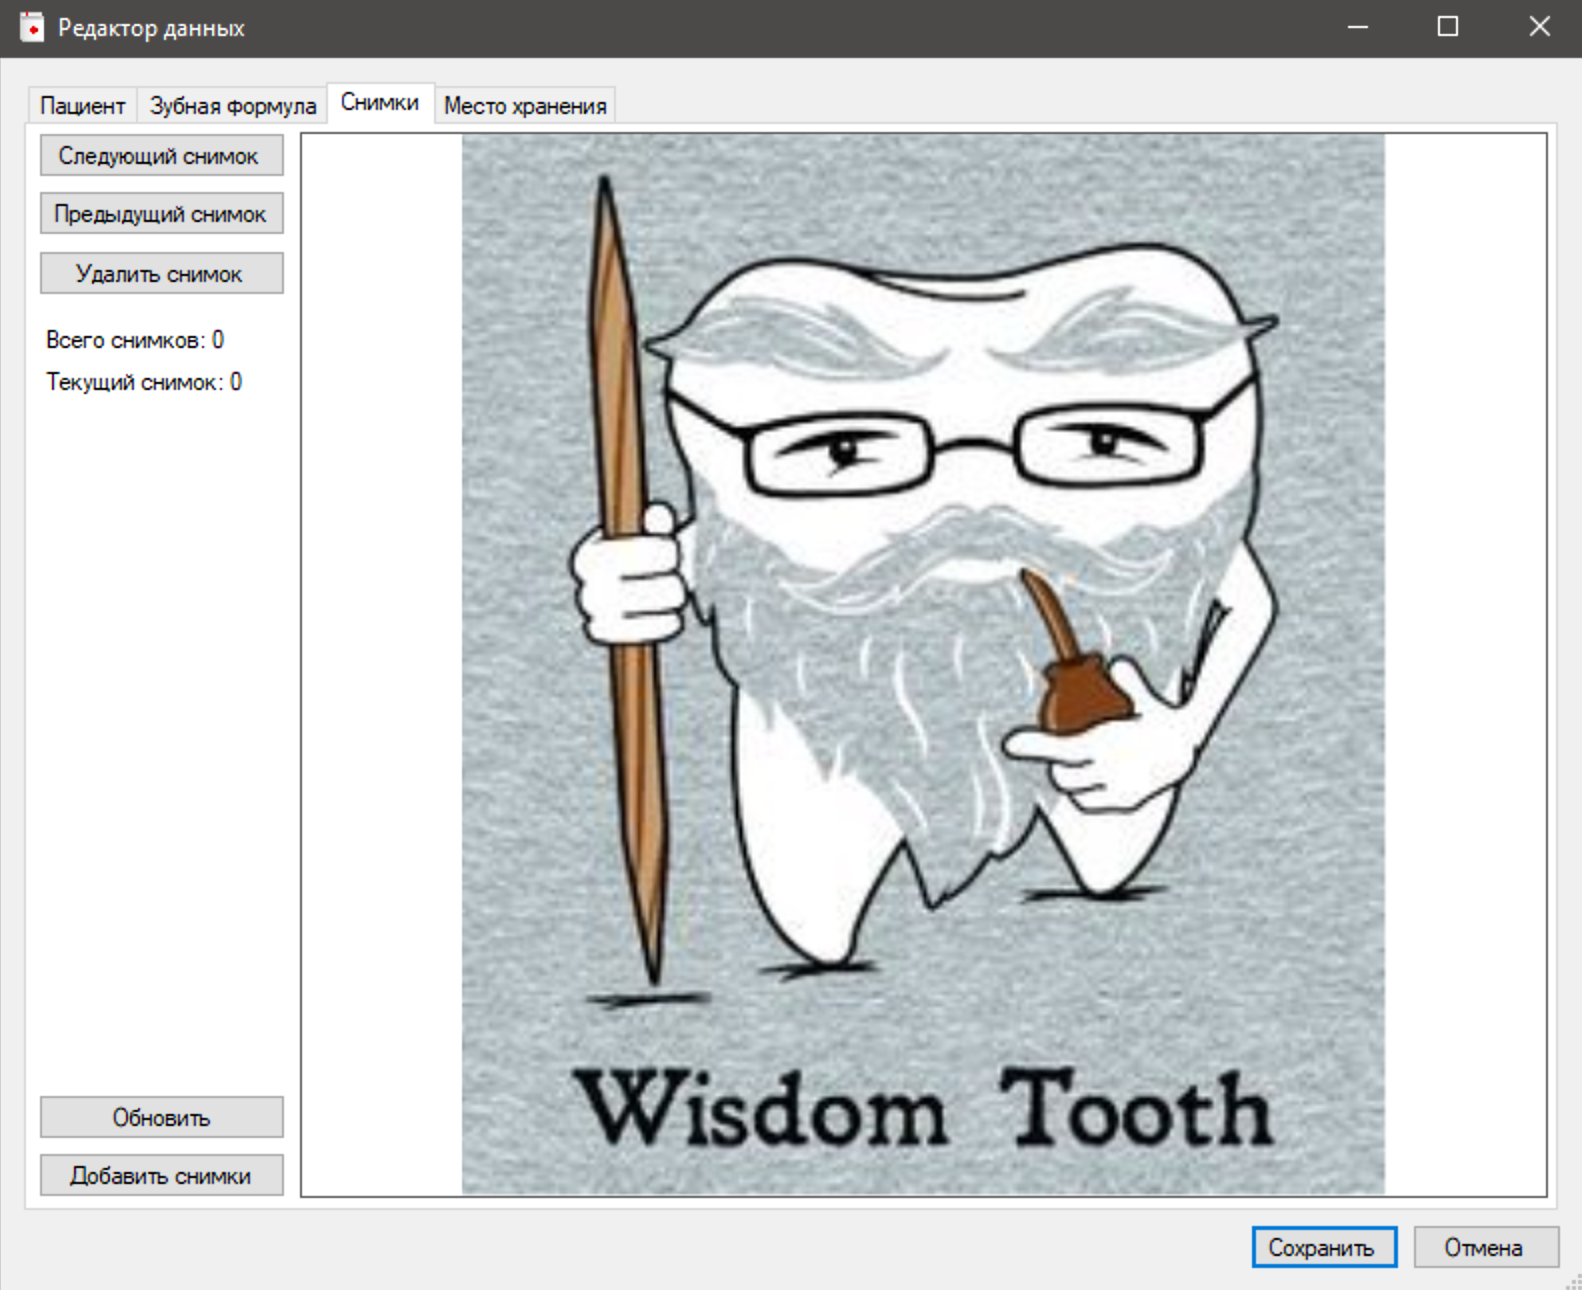 Редактор данных
Пациент
Зубная формула
Снимки
Место хранения
Следующий снимок
Предыдущий снимок
Удалить снимок
Всего снимков: 0
Текущий снимок: 0
Обновить
Добавить снимки
Wisdom Tooth
Сохранить
Отмена